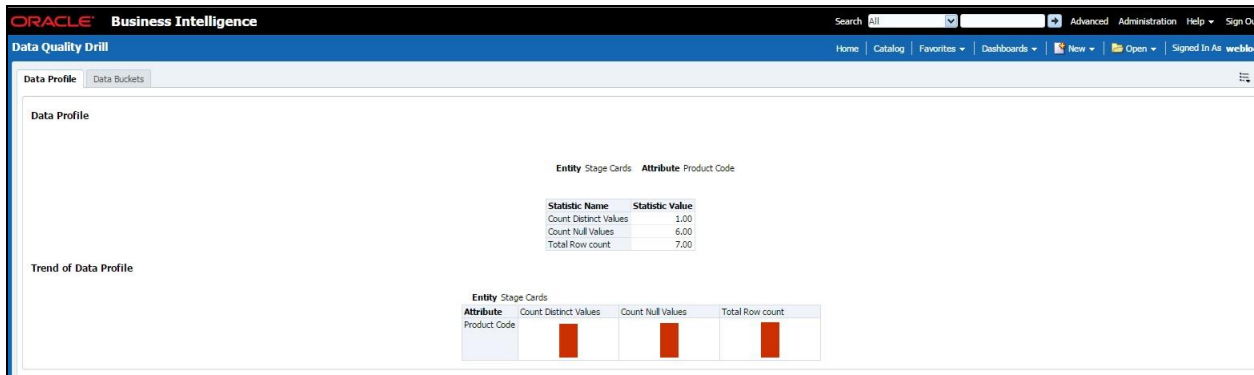 ORACLE Business Intelligence Search All Advanced Administration Help Sign Ou
Data Quality Drill Home Catalog Favorites Dashboards New Open Signed In As weblo
Data Profile Data Buckets
Data Profile
Entity Stage Cards Attribute Product Code
Statistic Name Statistic Value
Count Distinct Values 1.00
Count Null Values 6.00
Total Row count 7.00
Trend of Data Profile
Entity Stage Cards
Attribute Count Distinct Values Count Null Values Total Row count
Product Code